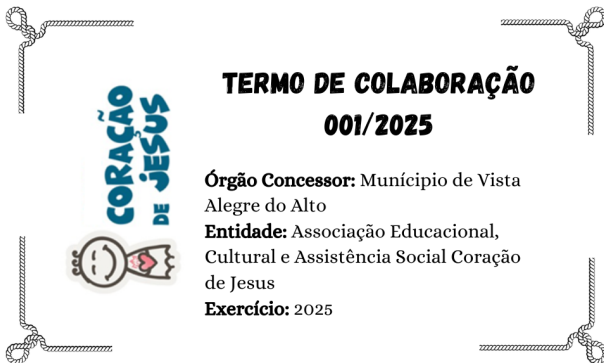 TERMO DE COLABORAÇÃO
001/2025
CORAÇÃO
DE JESUS
Órgão Concessor: Munícipio de Vista
Alegre do Alto
Entidade: Associação Educacional,
Cultural e Assistência Social Coração
de Jesus
Exercício: 2025